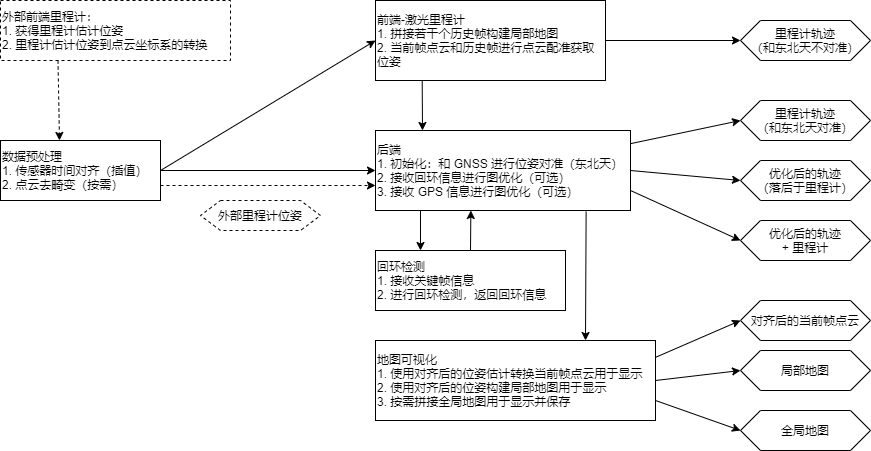 外部前端里程计：
1. 获得里程计估计位姿
2. 里程计估计位姿到点云坐标系的转换
前端-激光里程计
1. 拼接若干个历史帧构建局部地图
2. 当前帧点云和历史帧进行点云配准获取
位姿
里程计轨迹
(和东北天不对准)
里程计轨迹
(和东北天对准)
数据预处理
1. 传感器时间对齐（插值）
2. 点云去畸变（按需）
后端
1. 初始化：和 GNSS 进行位姿对准（东北天）
2. 接收回环信息进行图优化（可选）
3. 接收 GPS 信息进行图优化（可选）
优化后的轨迹
(落后于里程计)
外部里程计位姿
优化后的轨迹
+ 里程计
回环检测
1. 接收关键帧信息
2. 进行回环检测，返回回环信息
对齐后的当前帧点云
地图可视化
1. 使用对齐后的位姿估计转换当前帧点云用于显示
2. 使用对齐后的位姿构建局部地图用于显示
3. 按需拼接全局地图用于显示并保存
局部地图
全局地图